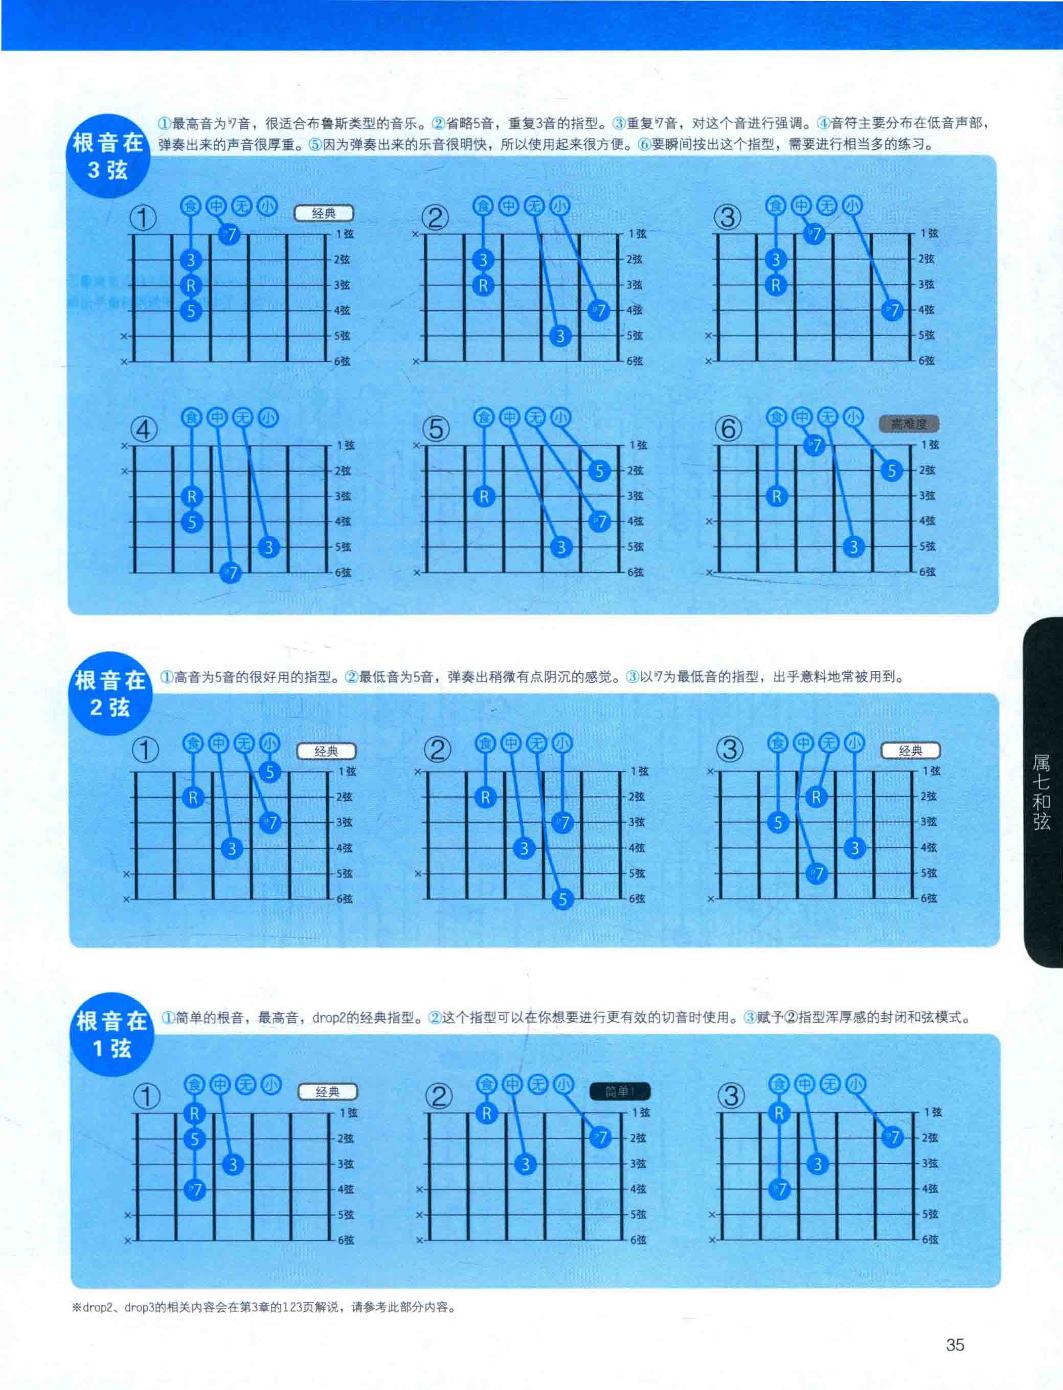 根音在
3弦
①最高音为♭7音，很适合布鲁斯类型的音乐。②省略5音，重复3音的指型。③重复♭7音，对这个音进行强调。④音符主要分布在低音声部，
弹奏出来的声音很厚重。⑤因为弹奏出来的乐音很明快，所以使用起来很方便。⑥要瞬间按出这个指型，需要进行相当多的练习。
① 食 中 无 小 经典
♭7 1弦
3 2弦
R 3弦
5 4弦
× 5弦
× 6弦
② 食 中 无 小
× 1弦
3 2弦
R 3弦
♭7 4弦
3 5弦
× 6弦
③ 食 中 无 小
♭7 1弦
3 2弦
R 3弦
♭7 4弦
× 5弦
× 6弦
④ 食 中 无 小
× 1弦
× 2弦
R 3弦
5 4弦
3 5弦
♭7 6弦
⑤ 食 中 无 小
× 1弦
5 2弦
R 3弦
♭7 4弦
3 5弦
× 6弦
⑥ 食 中 无 小 高难度
♭7 1弦
5 2弦
R 3弦
× 4弦
3 5弦
× 6弦
根音在
2弦
①高音为5音的很好用的指型。②最低音为5音，弹奏出稍微有点阴沉的感觉。③以♭7为最低音的指型，出乎意料地常被用到。
① 食 中 无 小 经典
5 1弦
R 2弦
♭7 3弦
3 4弦
× 5弦
× 6弦
② 食 中 无 小
× 1弦
R 2弦
♭7 3弦
3 4弦
× 5弦
5 6弦
③ 食 中 无 小 经典
× 1弦
R 2弦
5 3弦
3 4弦
♭7 5弦
× 6弦
属七和弦
根音在
1弦
①简单的根音，最高音，drop2的经典指型。②这个指型可以在你想要进行更有效的切音时使用。③赋予②指型浑厚感的封闭和弦模式。
① 食 中 无 小 经典
R 1弦
5 2弦
3 3弦
♭7 4弦
× 5弦
× 6弦
② 食 中 无 小 简单!
R 1弦
♭7 2弦
3 3弦
× 4弦
× 5弦
× 6弦
③ 食 中 无 小
R 1弦
♭7 2弦
3 3弦
♭7 4弦
× 5弦
× 6弦
※drop2、drop3的相关内容会在第3章的123页解说，请参考此部分内容。
35